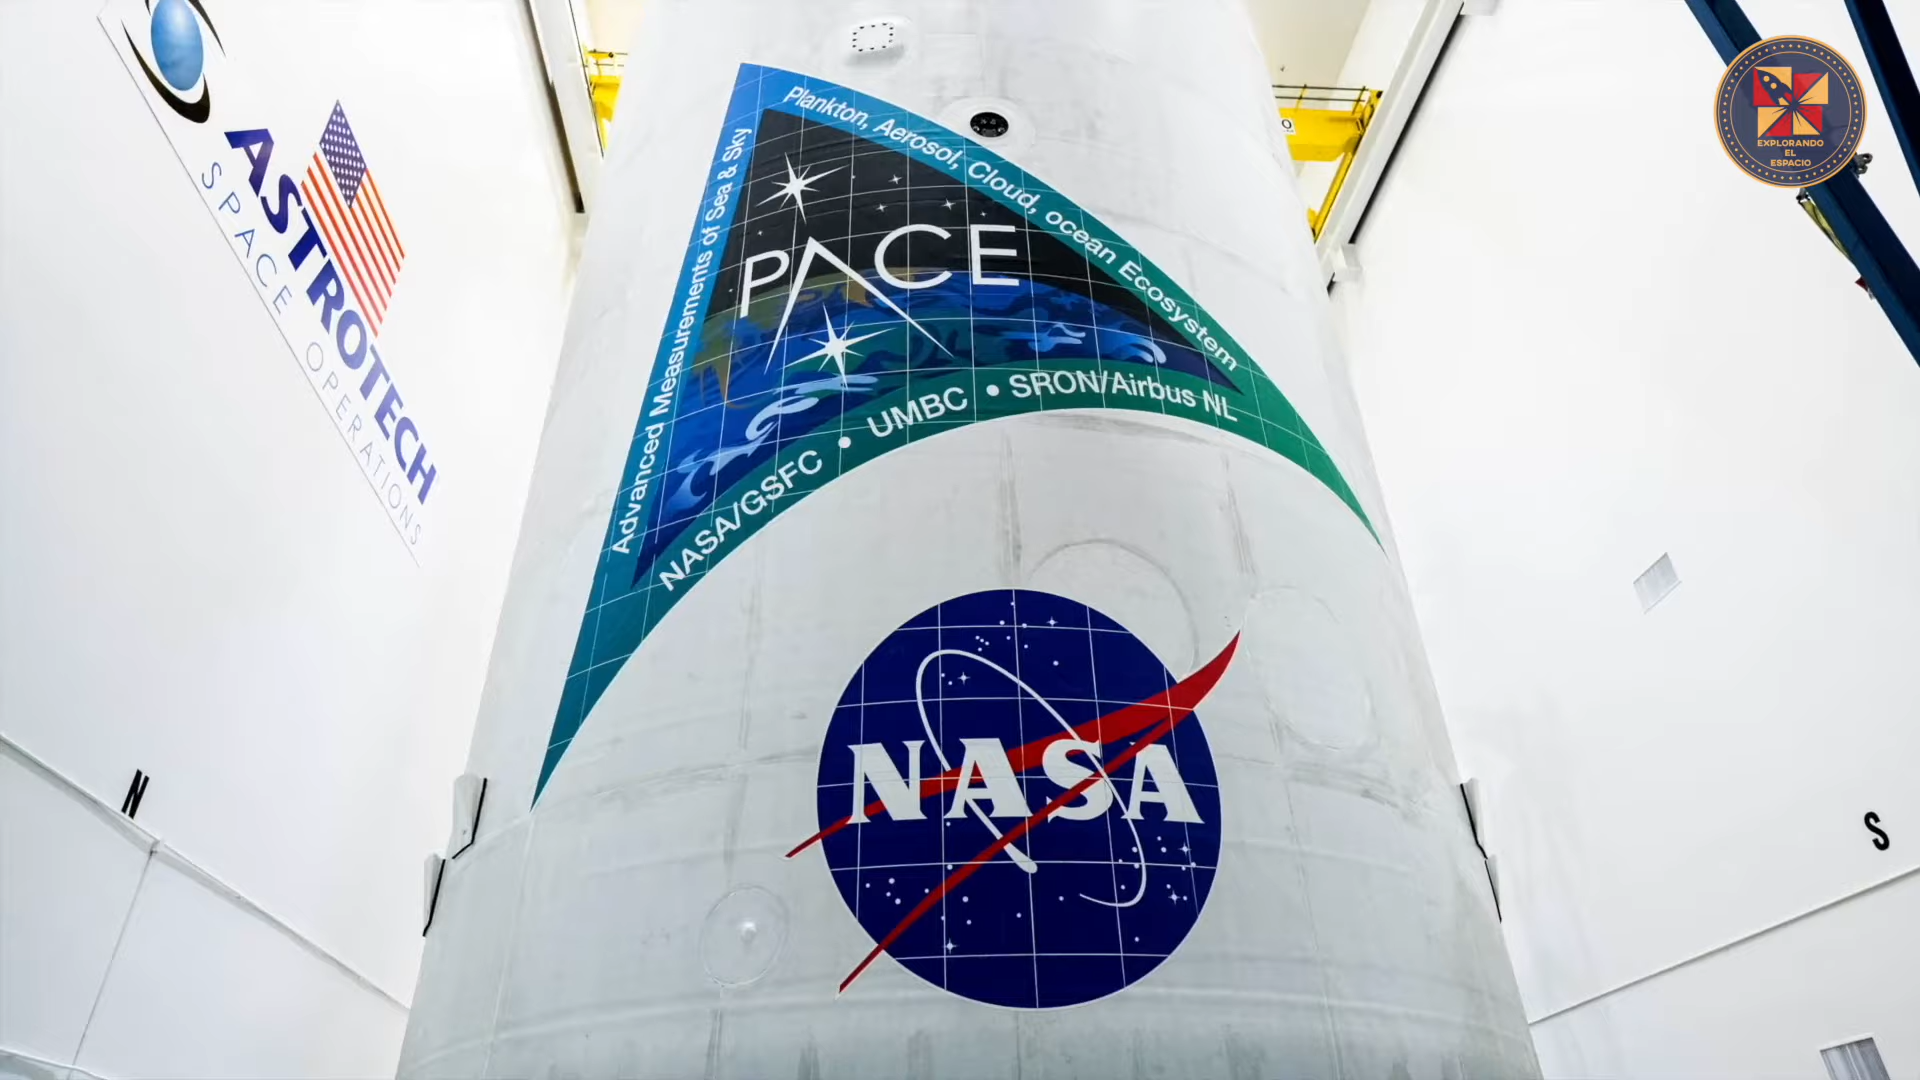 ASTROTECH
SPACE OPERATIONS
Plankton, Aerosol, Cloud, ocean Ecosystem
Advanced Measurements of Sea & Sky
PACE
NASA/GSFC • UMBC • SRON/Airbus NL
NASA
N
S
EXPLORANDO
EL
ESPACIO